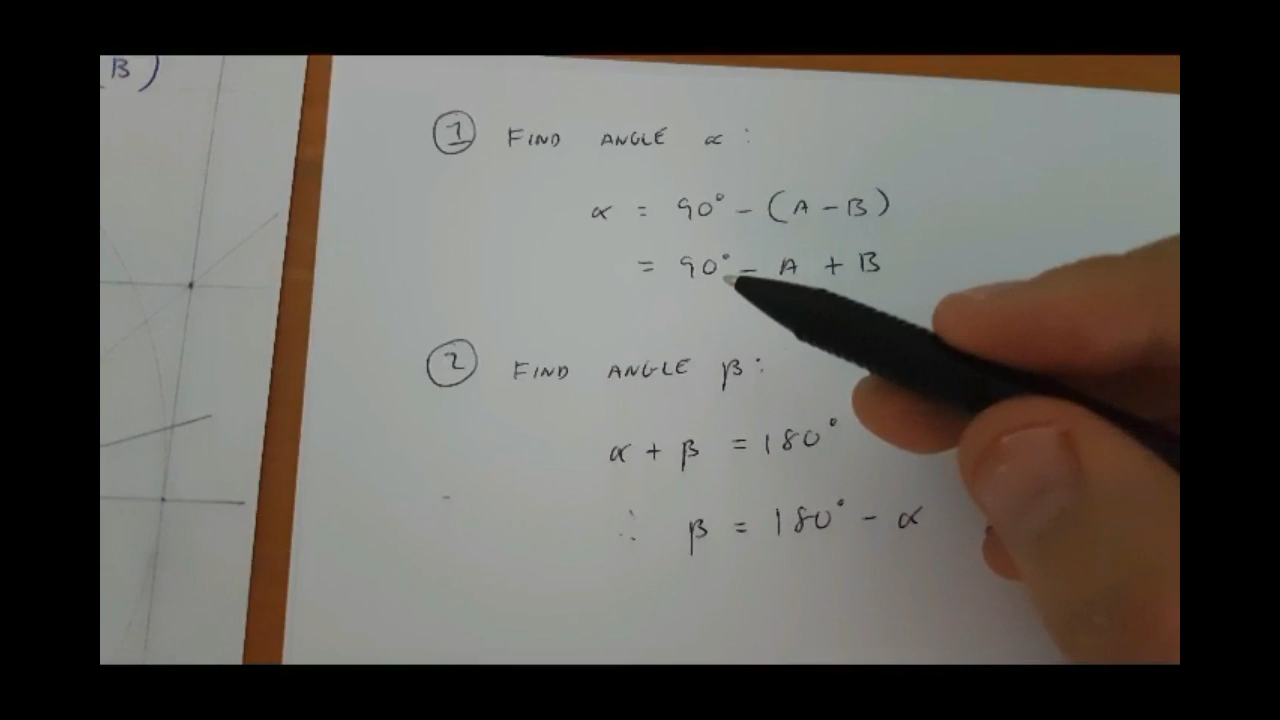 B)
① FIND ANGLE α :
α = 90° - (A - B)
= 90° - A + B
② FIND ANGLE β :
α + β = 180°
∴ β = 180° - α